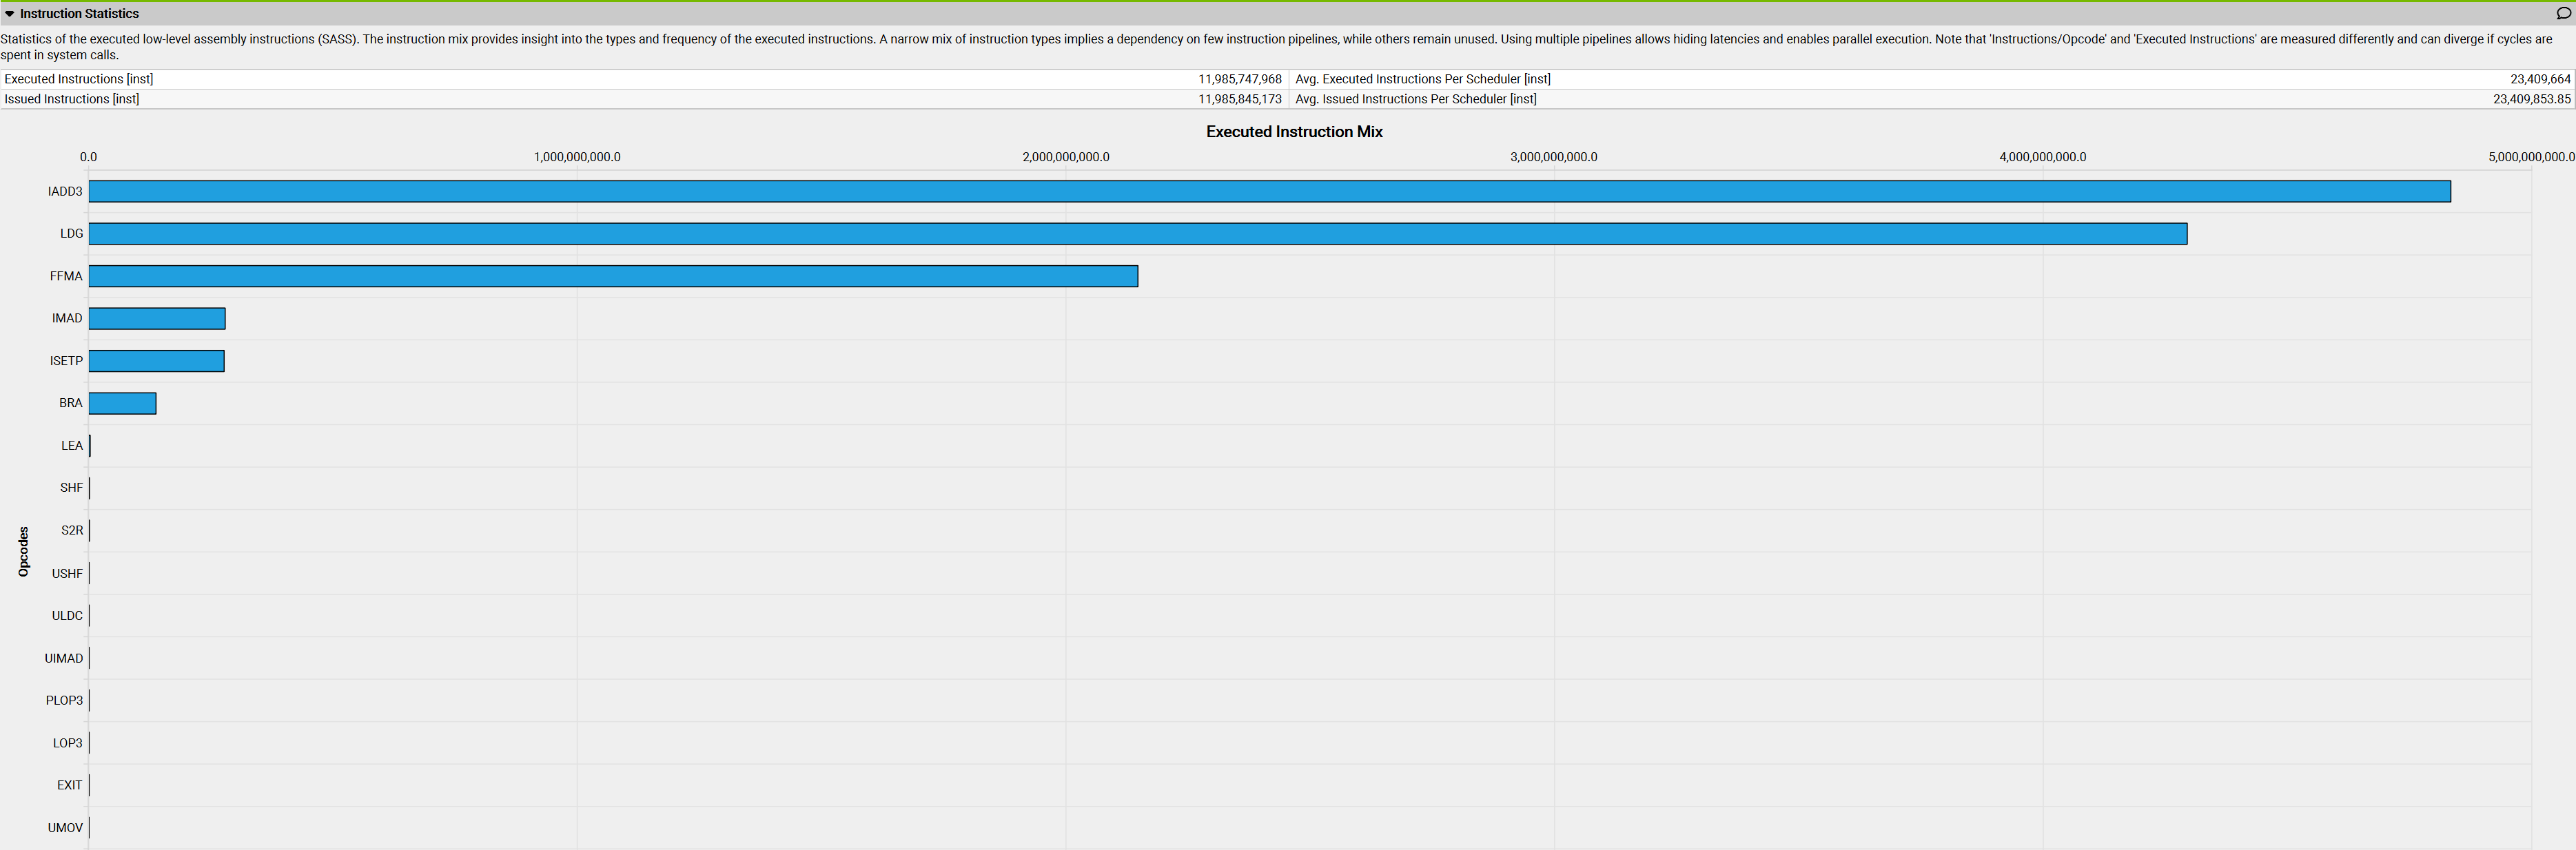 Instruction Statistics
Statistics of the executed low-level assembly instructions (SASS). The instruction mix provides insight into the types and frequency of the executed instructions. A narrow mix of instruction types implies a dependency on few instruction pipelines, while others remain unused. Using multiple pipelines allows hiding latencies and enables parallel execution. Note that 'Instructions/Opcode' and 'Executed Instructions' are measured differently and can diverge if cycles are
spent in system calls.
Executed Instructions [inst] 11,985,747,968 Avg. Executed Instructions Per Scheduler [inst] 23,409,664
Issued Instructions [inst] 11,985,845,173 Avg. Issued Instructions Per Scheduler [inst] 23,409,853.85
Executed Instruction Mix
0.0 1,000,000,000.0 2,000,000,000.0 3,000,000,000.0 4,000,000,000.0 5,000,000,000.0
Opcodes
IADD3
LDG
FFMA
IMAD
ISETP
BRA
LEA
SHF
S2R
USHF
ULDC
UIMAD
PLOP3
LOP3
EXIT
UMOV